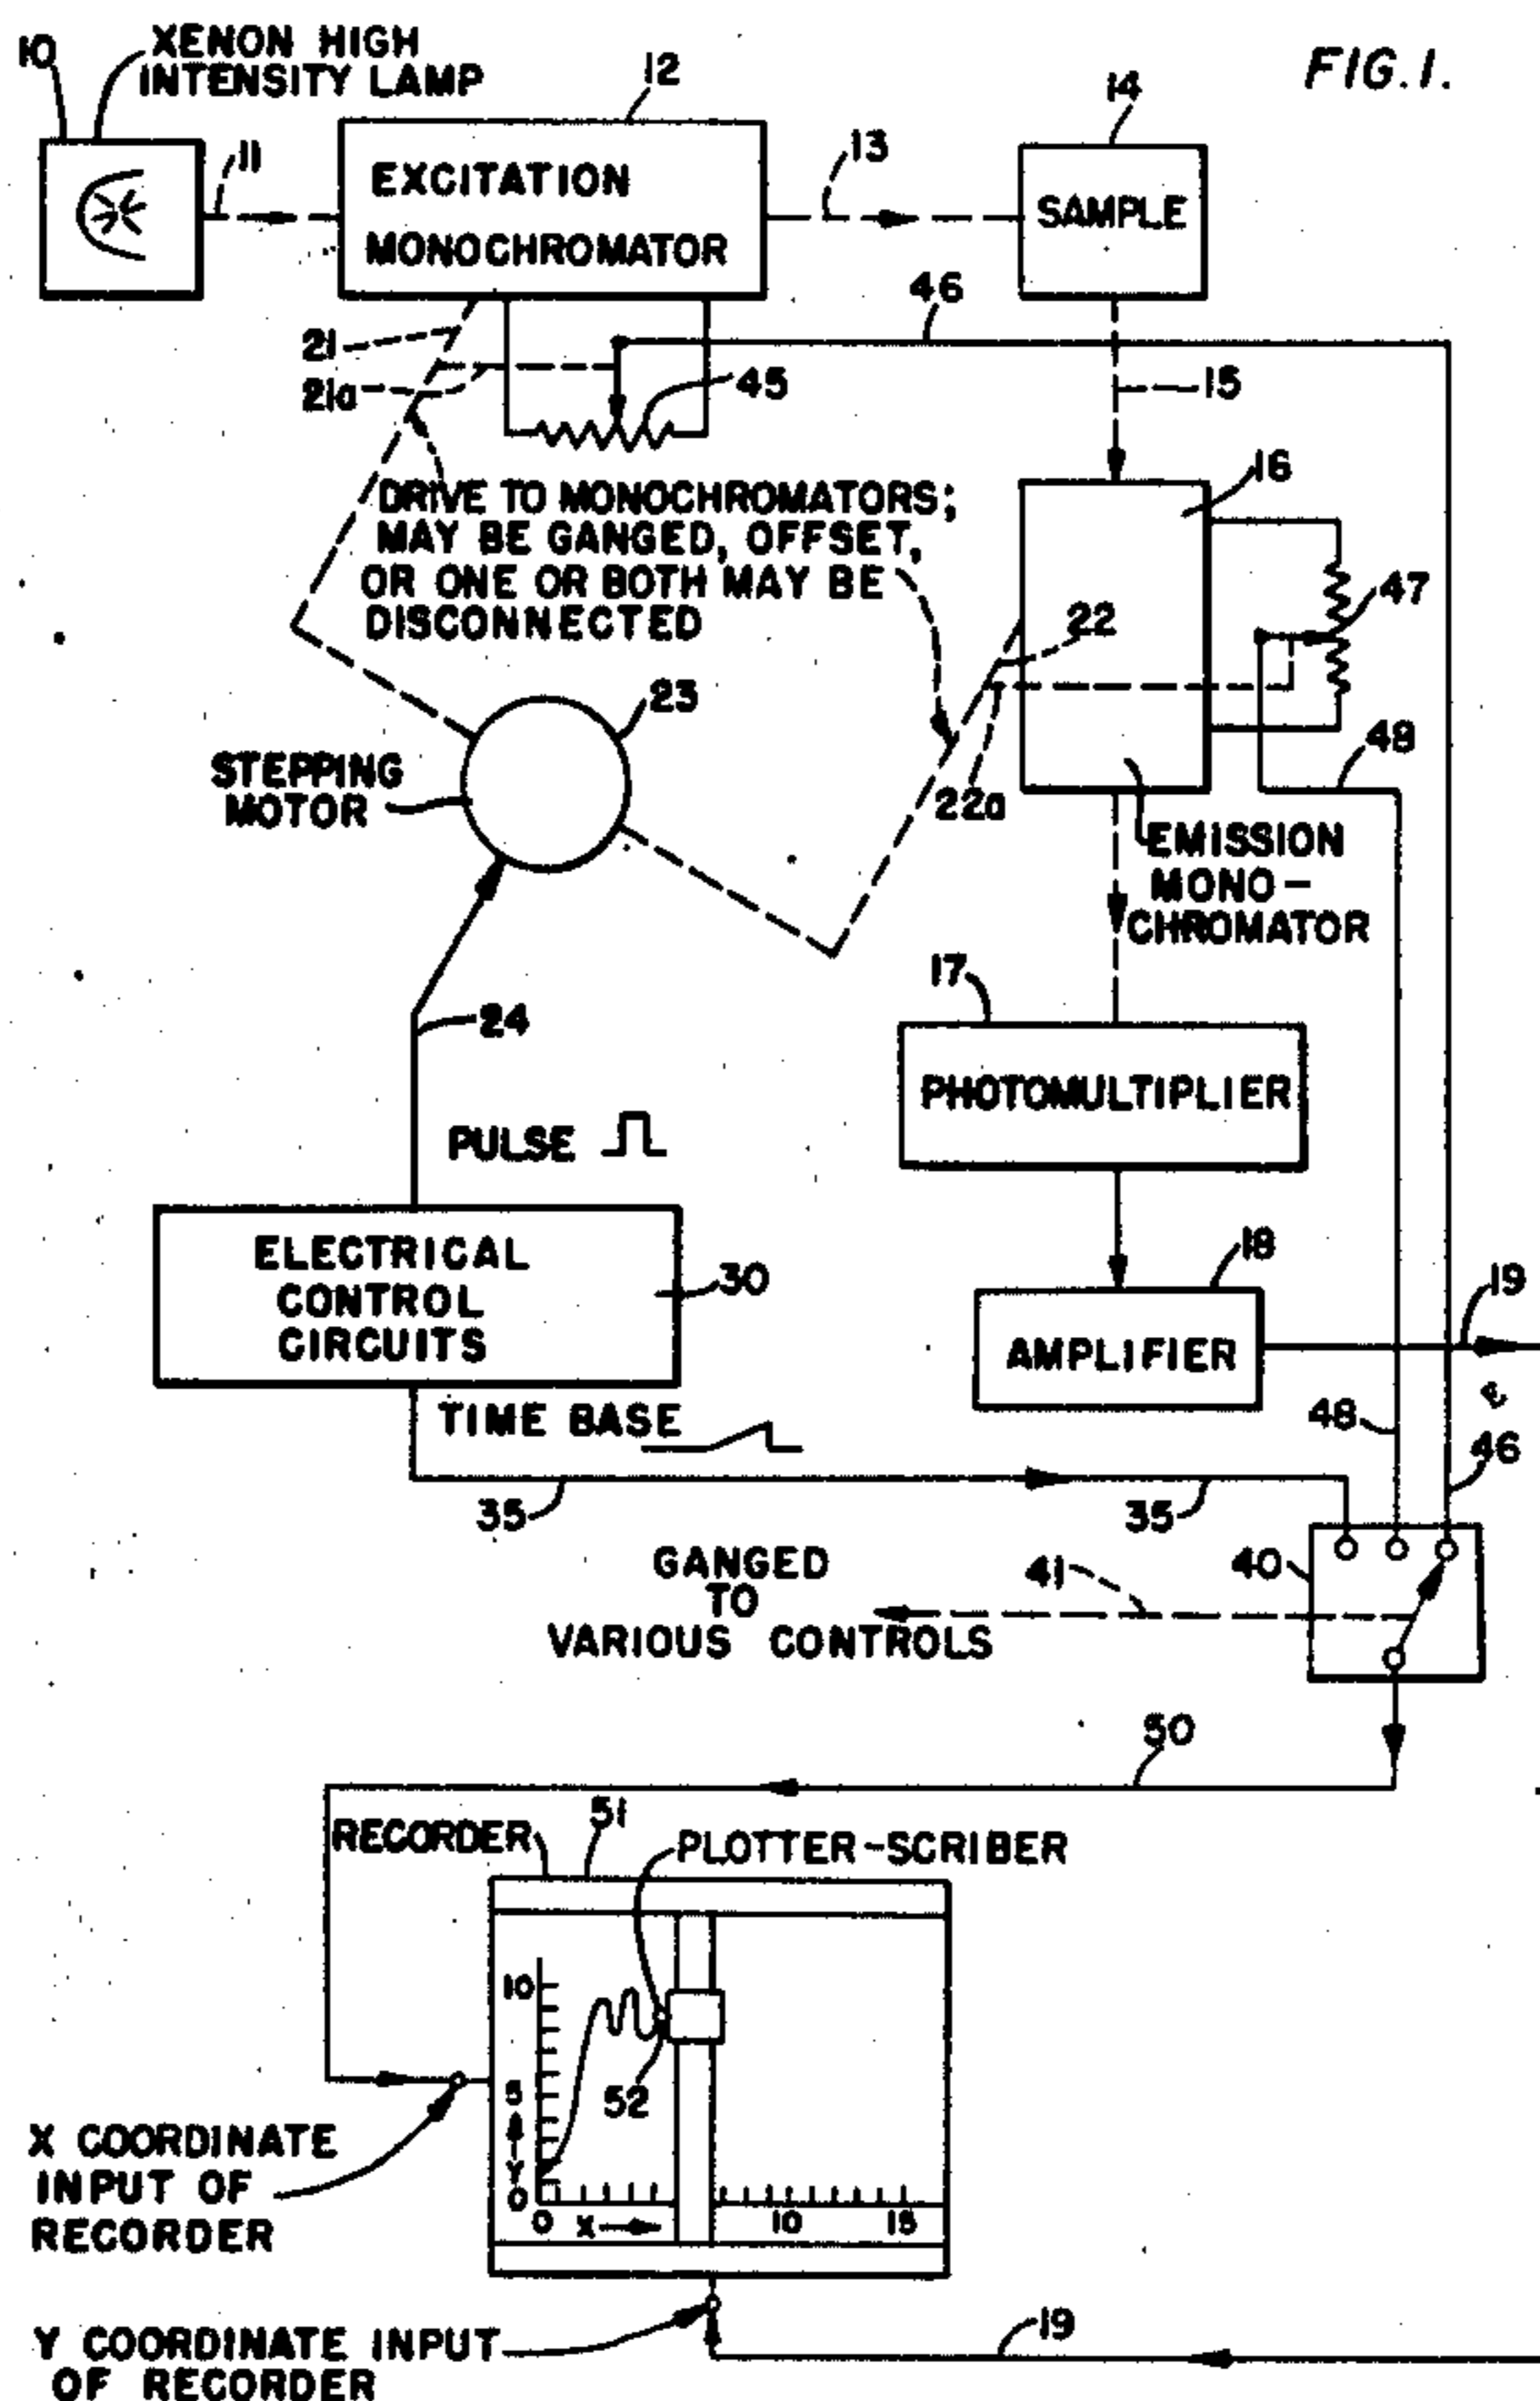 FIG.1.
10
XENON HIGH
INTENSITY LAMP
11
12
EXCITATION
MONOCHROMATOR
13
14
SAMPLE
46
21
21a
45
15
DRIVE TO MONOCHROMATORS;
MAY BE GANGED, OFFSET,
OR ONE OR BOTH MAY BE
DISCONNECTED
16
47
22
22a
23
STEPPING
MOTOR
48
EMISSION
MONO-
CHROMATOR
24
17
PHOTOMULTIPLIER
PULSE
ELECTRICAL
CONTROL
CIRCUITS
30
18
AMPLIFIER
19
TIME BASE
48
46
35
35
GANGED
TO
VARIOUS CONTROLS
41
40
50
RECORDER
51
PLOTTER-SCRIBER
10
5
Y
0
52
0 X 10 15
X COORDINATE
INPUT OF
RECORDER
Y COORDINATE INPUT
OF RECORDER
19